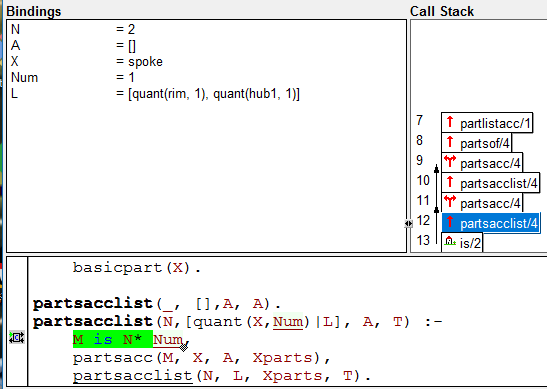 Bindings
N = 2
A = []
X = spoke
Num = 1
L = [quant(rim, 1), quant(hub1, 1)]
Call Stack
7 partlistacc/1
8 partsof/4
9 partsacc/4
10 partsacclist/4
11 partsacc/4
12 partsacclist/4
13 is/2
basicpart(X).
partsacclist(_, [],A, A).
partsacclist(N,[quant(X,Num)|L], A, T) :-
M is N* Num,
partsacc(M, X, A, Xparts),
partsacclist(N, L, Xparts, T).